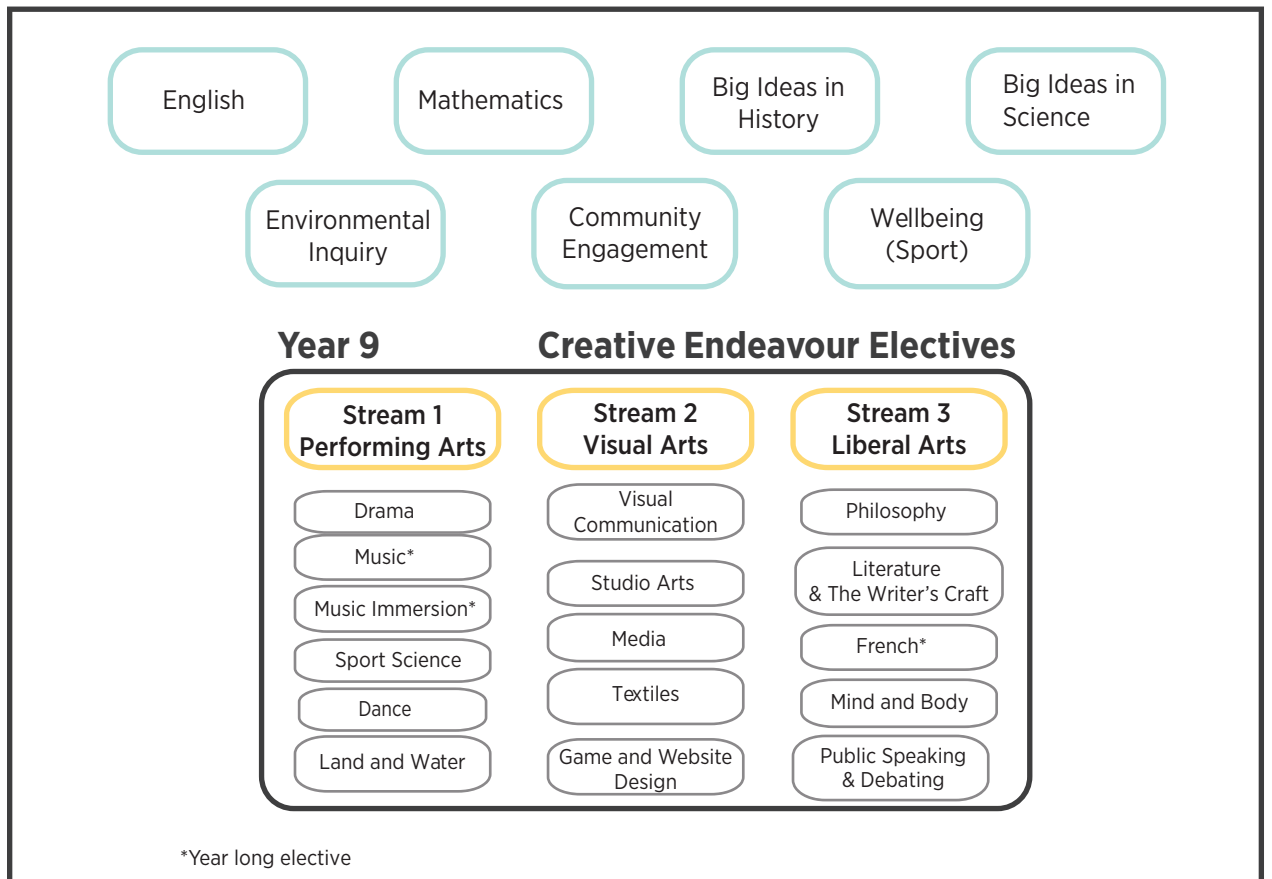 English
Mathematics
Big Ideas in
History
Big Ideas in
Science
Environmental
Inquiry
Community
Engagement
Wellbeing
(Sport)
Year 9
Creative Endeavour Electives
Stream 1
Performing Arts
Drama
Music*
Music Immersion*
Sport Science
Dance
Land and Water
Stream 2
Visual Arts
Visual
Communication
Studio Arts
Media
Textiles
Game and Website
Design
Stream 3
Liberal Arts
Philosophy
Literature
& The Writer’s Craft
French*
Mind and Body
Public Speaking
& Debating
*Year long elective